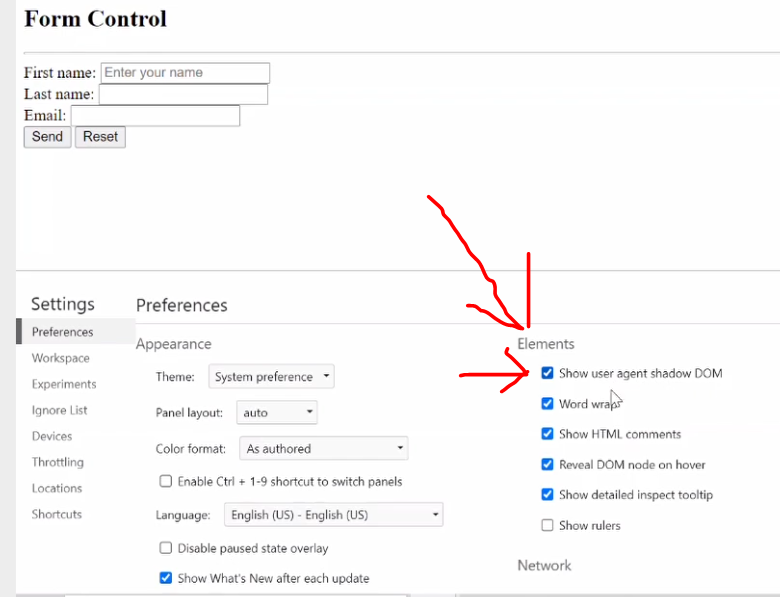 Form Control
First name: Enter your name
Last name:
Email:
Send Reset
Settings
Preferences
Workspace
Experiments
Ignore List
Devices
Throttling
Locations
Shortcuts
Preferences
Appearance
Theme: System preference
Panel layout: auto
Color format: As authored
Enable Ctrl + 1-9 shortcut to switch panels
Language: English (US) - English (US)
Disable paused state overlay
Show What's New after each update
Elements
Show user agent shadow DOM
Word wrap
Show HTML comments
Reveal DOM node on hover
Show detailed inspect tooltip
Show rulers
Network